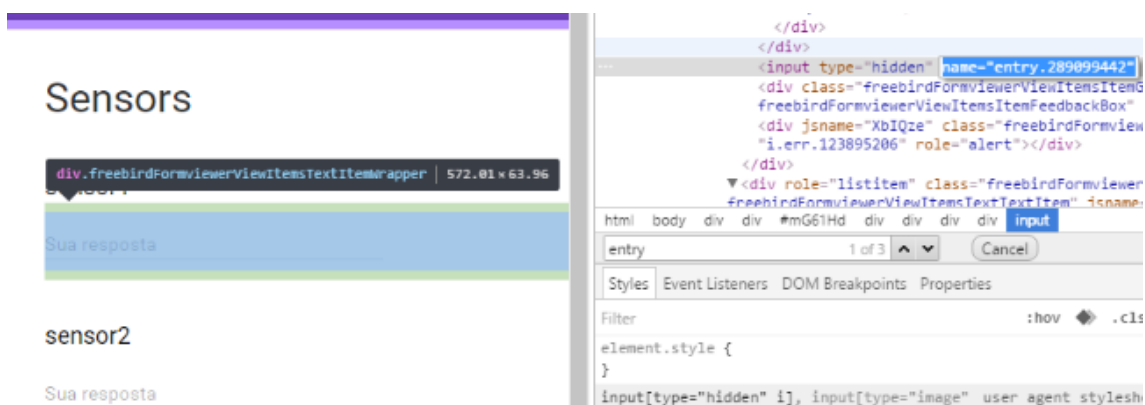 Sensors
div.freebirdFormviewerViewItemsTextItemWrapper | 572.01×63.96
Sua resposta
sensor2
Sua resposta
</div>
</div>
<input type="hidden" name="entry.289099442"
<div class="freebirdFormviewerViewItemsItemG
freebirdFormviewerViewItemsItemFeedbackBox"
<div jsname="XbIQze" class="freebirdFormview
"i.err.123895206" role="alert"></div>
</div>
▼<div role="listitem" class="freebirdFormviewer
freebirdFormviewerViewItemsTextTextItem" jsname=
html body div div #mG61Hd div div div div input
entry 1 of 3 Cancel
Styles Event Listeners DOM Breakpoints Properties
Filter :hov .cls
element.style {
}
input[type="hidden" i], input[type="image" user agent stylesh